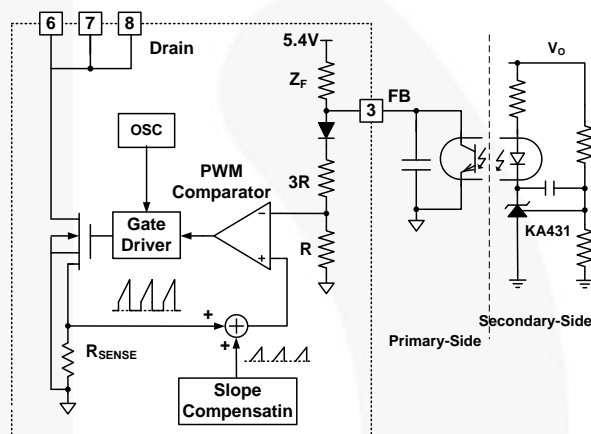 6 7 8
Drain
5.4V
ZF
3 FB
VO
OSC
PWM
Comparator
3R
−
+
R
Gate
Driver
KA431
+
+
RSENSE
Slope
Compensatin
Primary-Side
Secondary-Side